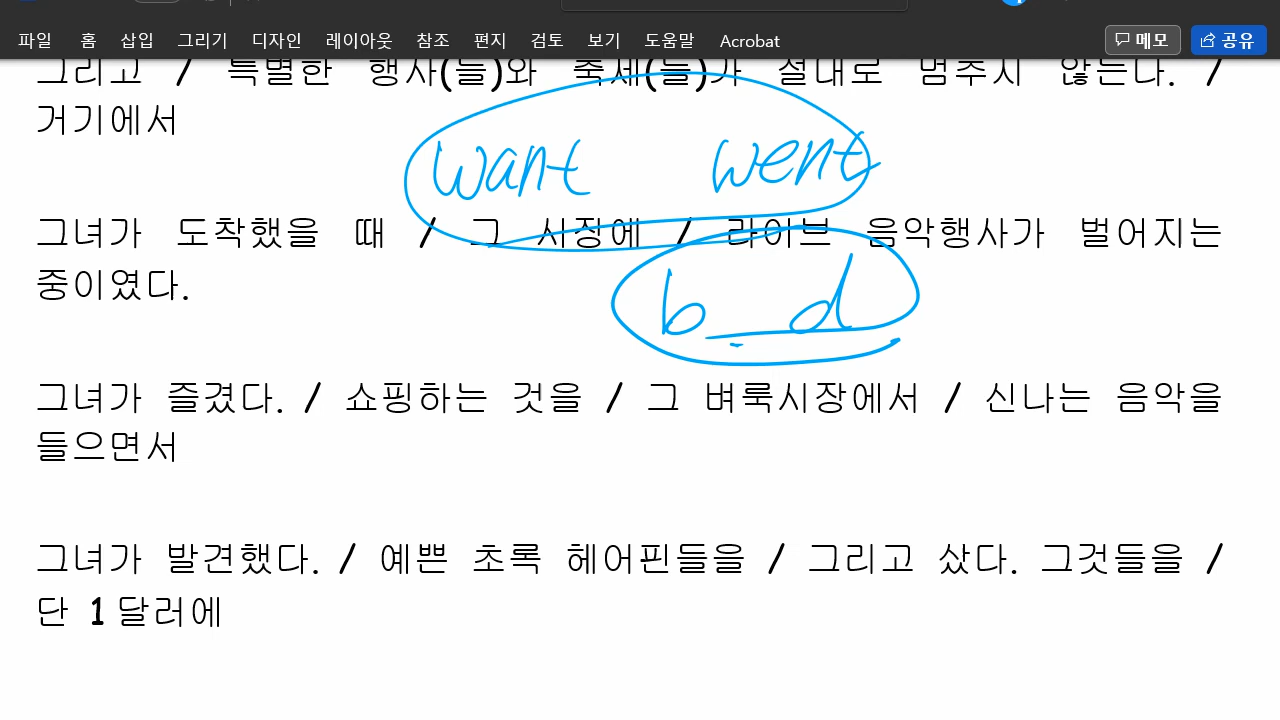 파일 홈 삽입 그리기 디자인 레이아웃 참조 편지 검토 보기 도움말 Acrobat 메모 공유
그리고 / 특별한 행사(들)와 축제(들)가 절대로 멈추지 않는다. /
거기에서
want went
그녀가 도착했을 때 / 그 시장에 / 라이브 음악행사가 벌어지는
중이였다.
b d
그녀가 즐겼다. / 쇼핑하는 것을 / 그 벼룩시장에서 / 신나는 음악을
들으면서
그녀가 발견했다. / 예쁜 초록 헤어핀들을 / 그리고 샀다. 그것들을 /
단 1달러에